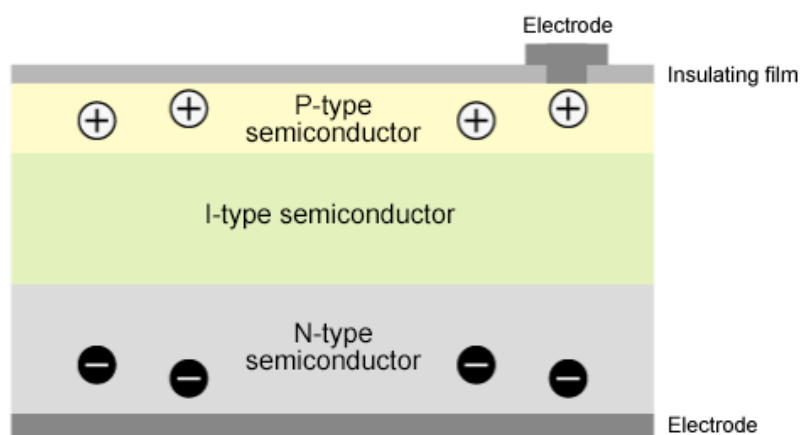 Electrode
Insulating film
P-type
semiconductor
I-type semiconductor
N-type
semiconductor
Electrode